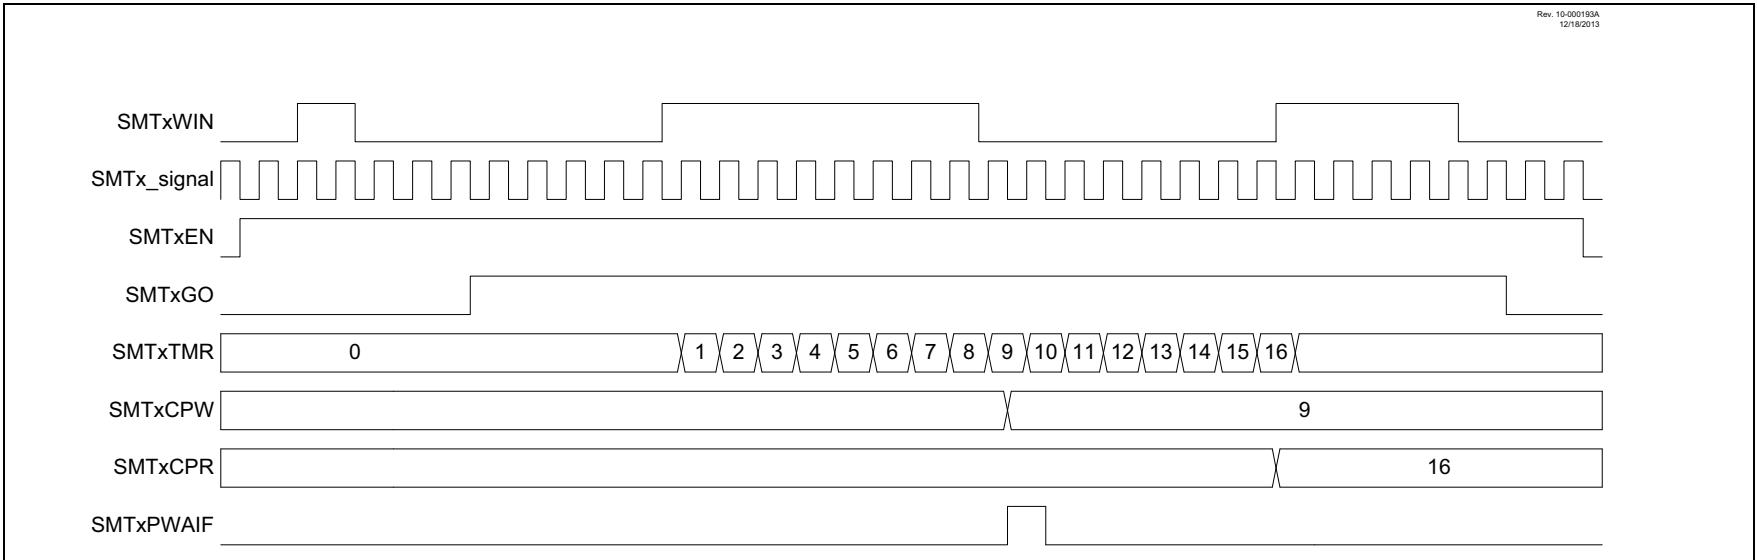 Rev. 10-000193A
12/18/2013
SMTxWIN
SMTx_signal
SMTxEN
SMTxGO
SMTxTMR 0 1 2 3 4 5 6 7 8 9 10 11 12 13 14 15 16
SMTxCPW 9
SMTxCPR 16
SMTxPWAIF